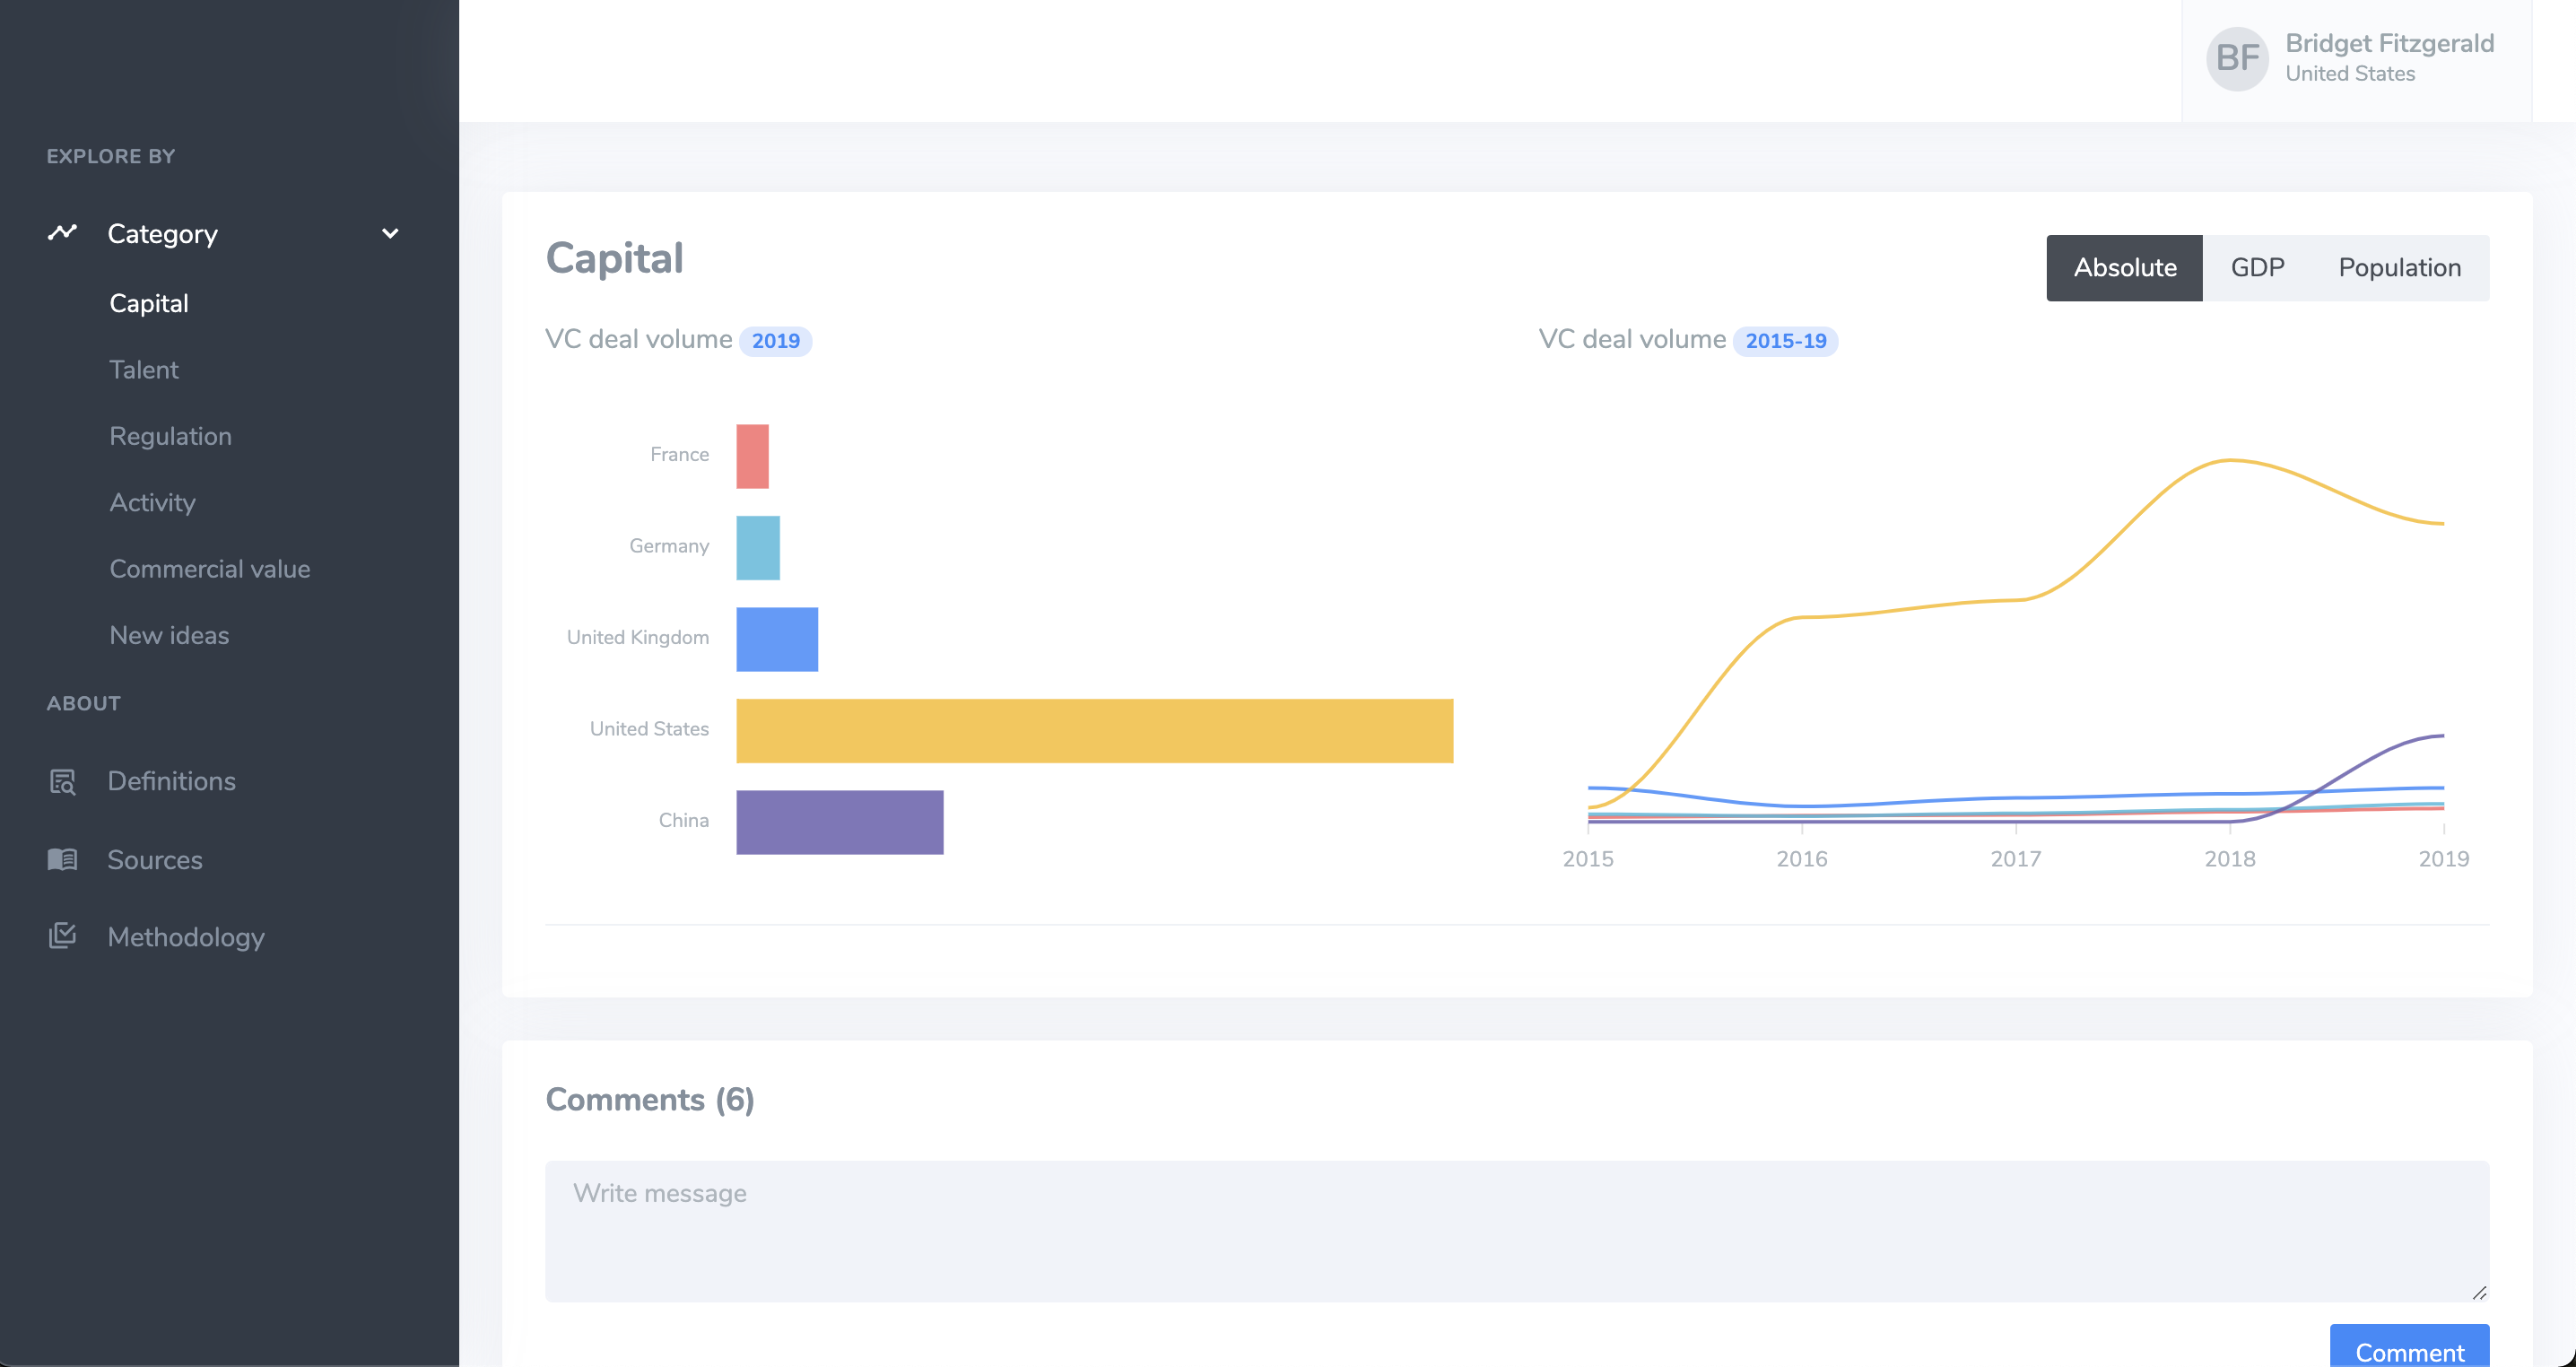 BF
Bridget Fitzgerald
United States
EXPLORE BY
Category
Capital
Talent
Regulation
Activity
Commercial value
New ideas
ABOUT
Definitions
Sources
Methodology
Capital
Absolute GDP Population
VC deal volume 2019
France
Germany
United Kingdom
United States
China
VC deal volume 2015-19
2015 2016 2017 2018 2019
Comments (6)
Write message
Comment